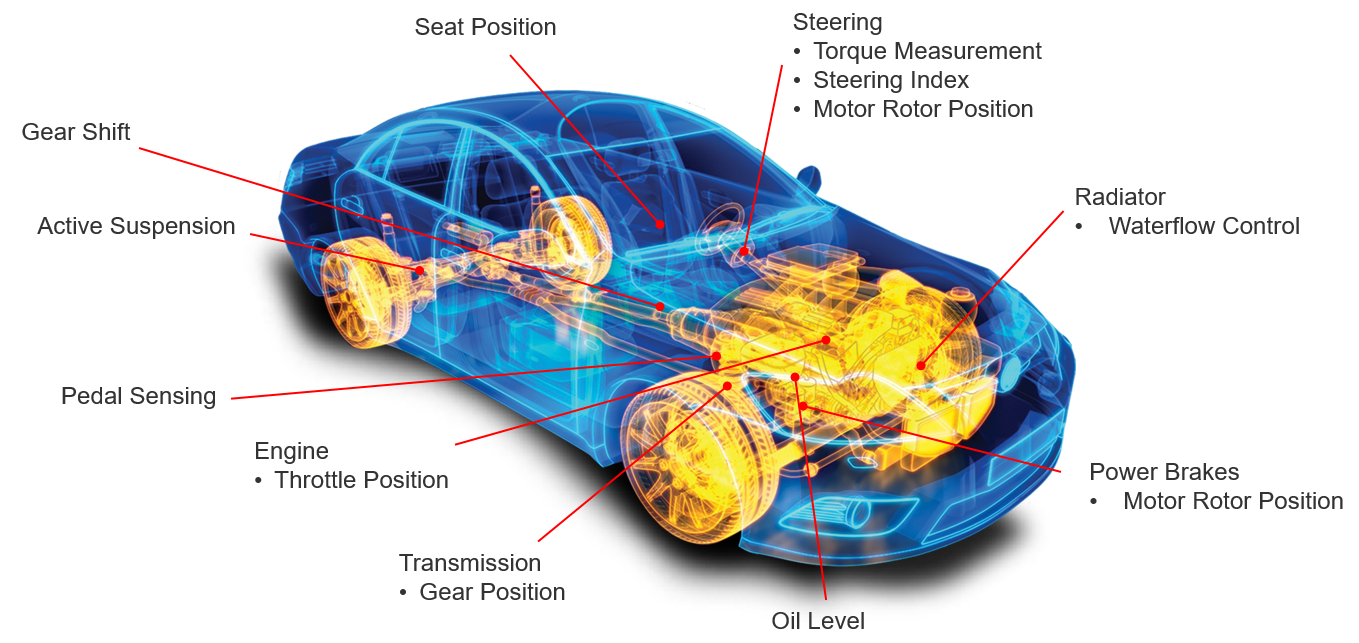 Seat Position
Steering
• Torque Measurement
• Steering Index
• Motor Rotor Position
Gear Shift
Radiator
• Waterflow Control
Active Suspension
Pedal Sensing
Engine
• Throttle Position
Power Brakes
• Motor Rotor Position
Transmission
• Gear Position
Oil Level